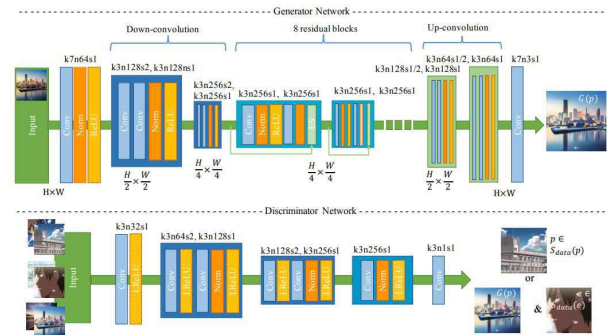 Generator Network
Down-convolution
8 residual blocks
Up-convolution
k7n64s1
k3n128s2, k3n128ns1
k3n256s2,
k3n256s1
k3n256s1, k3n256s1
k3n256s1, k3n256s1
k3n128s1/2,
k3n128s1
k3n64s1/2, k3n64s1
k7n3s1
Input
Conv
Norm
ReLU
Conv
Conv
Norm
ReLU
Conv
Norm
ReLU
Conv
Norm
ES
Conv
G(p)
H×W
H/2 × W/2
H/4 × W/4
H/4 × W/4
H/2 × W/2
H×W
Discriminator Network
k3n32s1
k3n64s2, k3n128s1
k3n128s2, k3n256s1
k3n256s1
k3n1s1
Input
Conv
LReLU
Conv
LReLU
Conv
Norm
LReLU
Conv
LReLU
Conv
Norm
LReLU
Conv
Norm
LReLU
Conv
p ∈
S_data(p)
or
G(p)
&
e ∈
S_data(e)